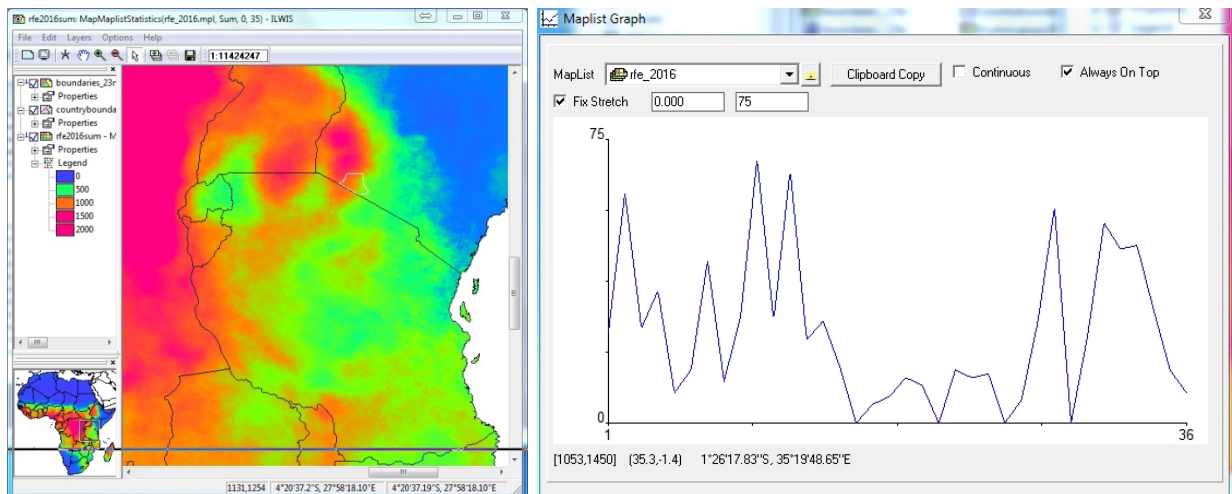 rfe2016sum: MapMaplistStatistics(rfe_2016.mpl, Sum, 0, 35) - ILWIS
File Edit Layers Options Help
1:11424247
boundaries_23r
Properties
countrybounda
Properties
rfe2016sum - M
Properties
Legend
0
500
1000
1500
2000
1131,1254 4°20'37.2"S, 27°58'18.10"E 4°20'37.19"S, 27°58'18.10"E
Maplist Graph
MapList rfe_2016 Clipboard Copy Continuous Always On Top
Fix Stretch 0.000 75
75
0
1 36
[1053,1450] (35.3,-1.4) 1°26'17.83"S, 35°19'48.65"E